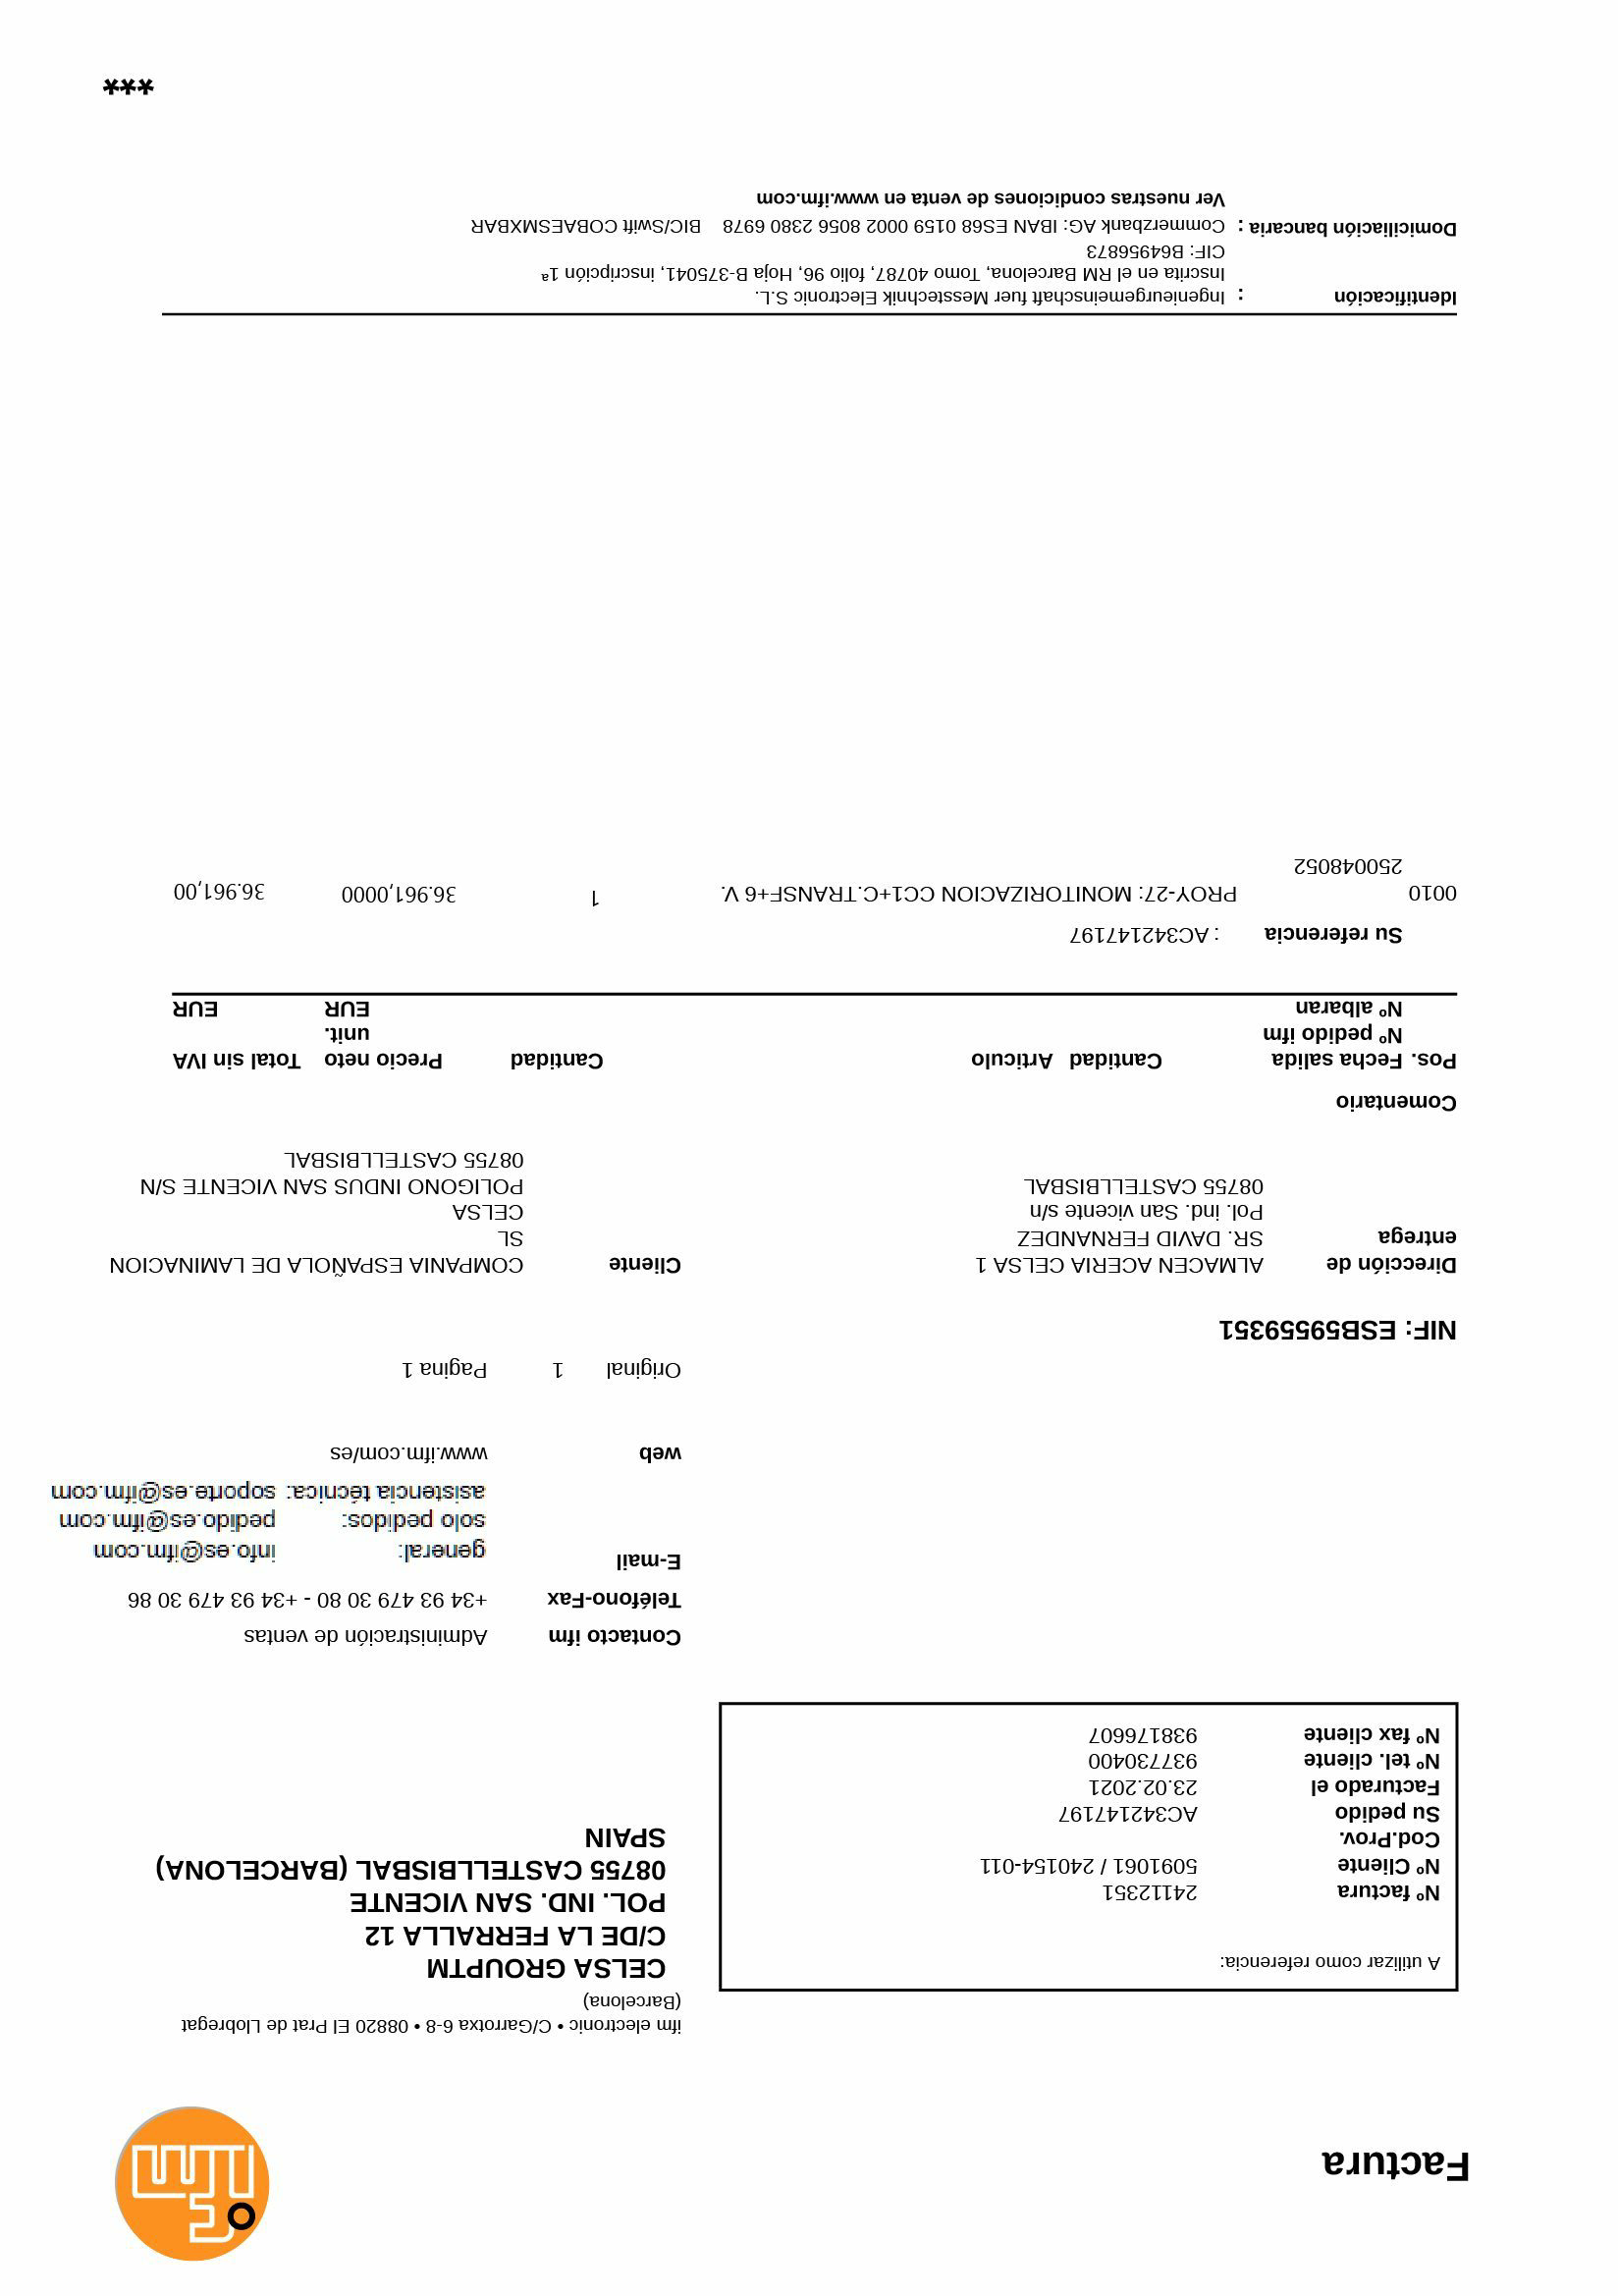 Factura
ifm
ifm electronic • C/Garrotxa 6-8 • 08820 El Prat de Llobregat
(Barcelona)
A utilizar como referencia:
Nº factura 24112351
Nº Cliente 5091061 / 240154-011
Cod.Prov.
Su pedido AC342147197
Facturado el 23.02.2021
Nº tel. cliente 937730400
Nº fax cliente 938176607
CELSA GROUPTM
C/DE LA FERRALLA 12
POL. IND. SAN VICENTE
08755 CASTELLBISBAL (BARCELONA)
SPAIN
Contacto ifm Administración de ventas
Teléfono-Fax +34 93 479 30 80 - +34 93 479 30 86
E-mail general: info.es@ifm.com
solo pedidos: pedido.es@ifm.com
asistencia técnica: soporte.es@ifm.com
web www.ifm.com/es
Original 1 Pagina 1
NIF: ESB59559351
Dirección de entrega
ALMACEN ACERIA CELSA 1
SR. DAVID FERNANDEZ
Pol. ind. San vicente s/n
08755 CASTELLBISBAL
Cliente COMPANIA ESPAÑOLA DE LAMINACION
SL
CELSA
POLIGONO INDUS SAN VICENTE S/N
08755 CASTELLBISBAL
Comentario
Pos. Fecha salida Cantidad Articulo Cantidad Precio neto Total sin IVA
Nº pedido ifm unit.
Nº albaran EUR EUR
Su referencia : AC342147197
0010 PROY-27: MONITORIZACION CC1+C.TRANSF+6 V. 1 36.961,0000 36.961,00
250048052
Identificación : Ingenieurgemeinschaft fuer Messtechnik Electronic S.L.
Inscrita en el RM Barcelona, Tomo 40787, folio 96, Hoja B-375041, inscripción 1ª
CIF: B64956873
Domiciliación bancaria : Commerzbank AG: IBAN ES68 0159 0002 8056 2380 6978 BIC/Swift COBAESMXBAR
Ver nuestras condiciones de venta en www.ifm.com
***